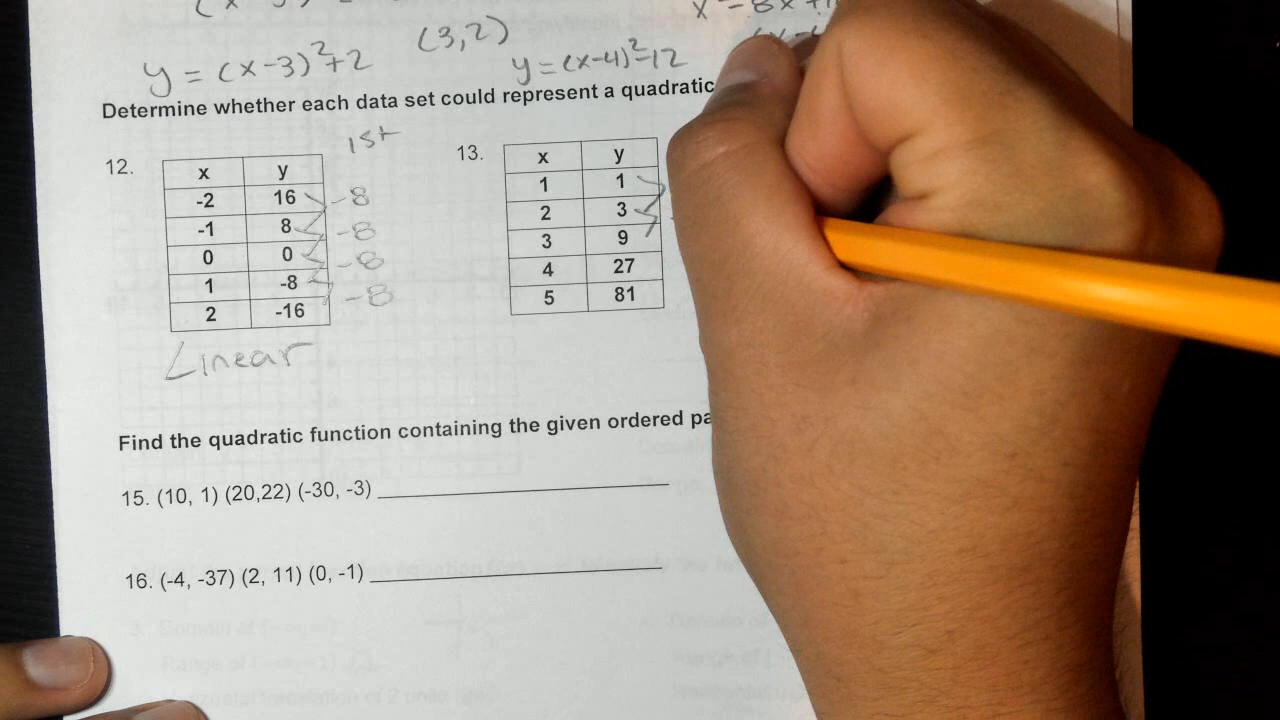 (3,2)
y = (x-3)²+2
y = (x-4)²-12
Determine whether each data set could represent a quadratic
1st
12.
x y
-2 16 -8
-1 8 -8
0 0 -8
1 -8 -8
2 -16
Linear
13.
x y
1 1
2 3
3 9
4 27
5 81
Find the quadratic function containing the given ordered
15. (10, 1) (20,22) (-30, -3)
16. (-4, -37) (2, 11) (0, -1)